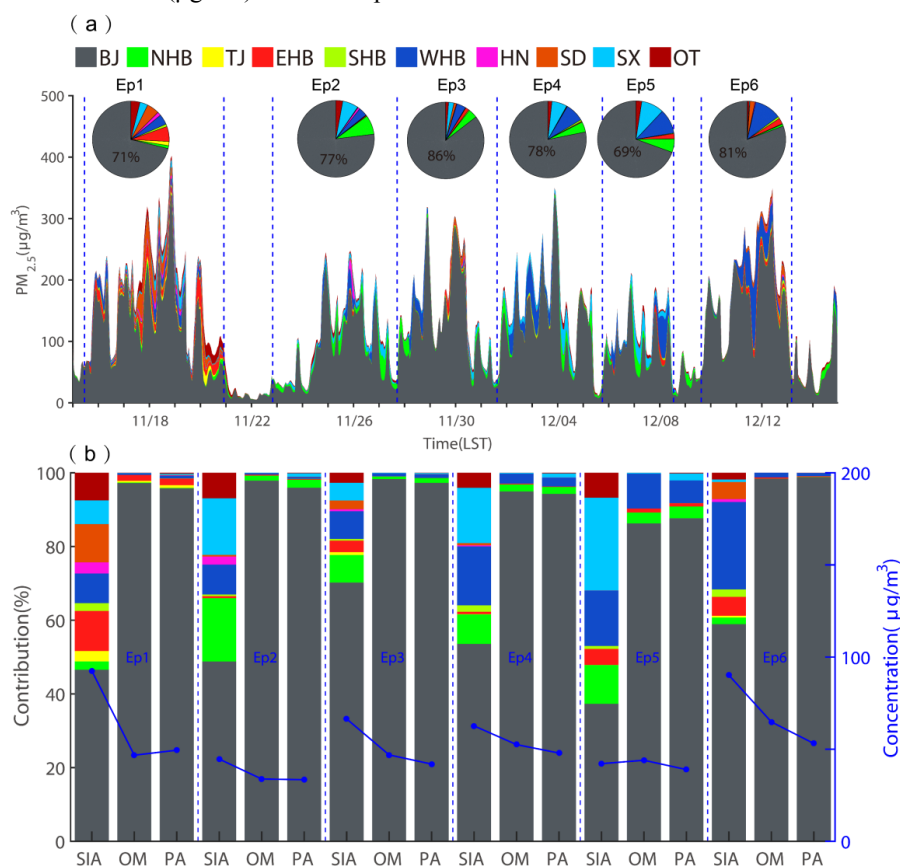 ( a )
BJ NHB TJ EHB SHB WHB HN SD SX OT
Ep1 Ep2 Ep3 Ep4 Ep5 Ep6
71% 77% 86% 78% 69% 81%
PM2.5(μg/m³)
500
400
300
200
100
0
11/18 11/22 11/26 11/30 12/04 12/08 12/12
Time(LST)
( b )
Contribution(%)
100
80
60
40
20
0
Ep1 Ep2 Ep3 Ep4 Ep5 Ep6
200
100
0
Concentration( μg/m³)
SIA OM PA SIA OM PA SIA OM PA SIA OM PA SIA OM PA SIA OM PA